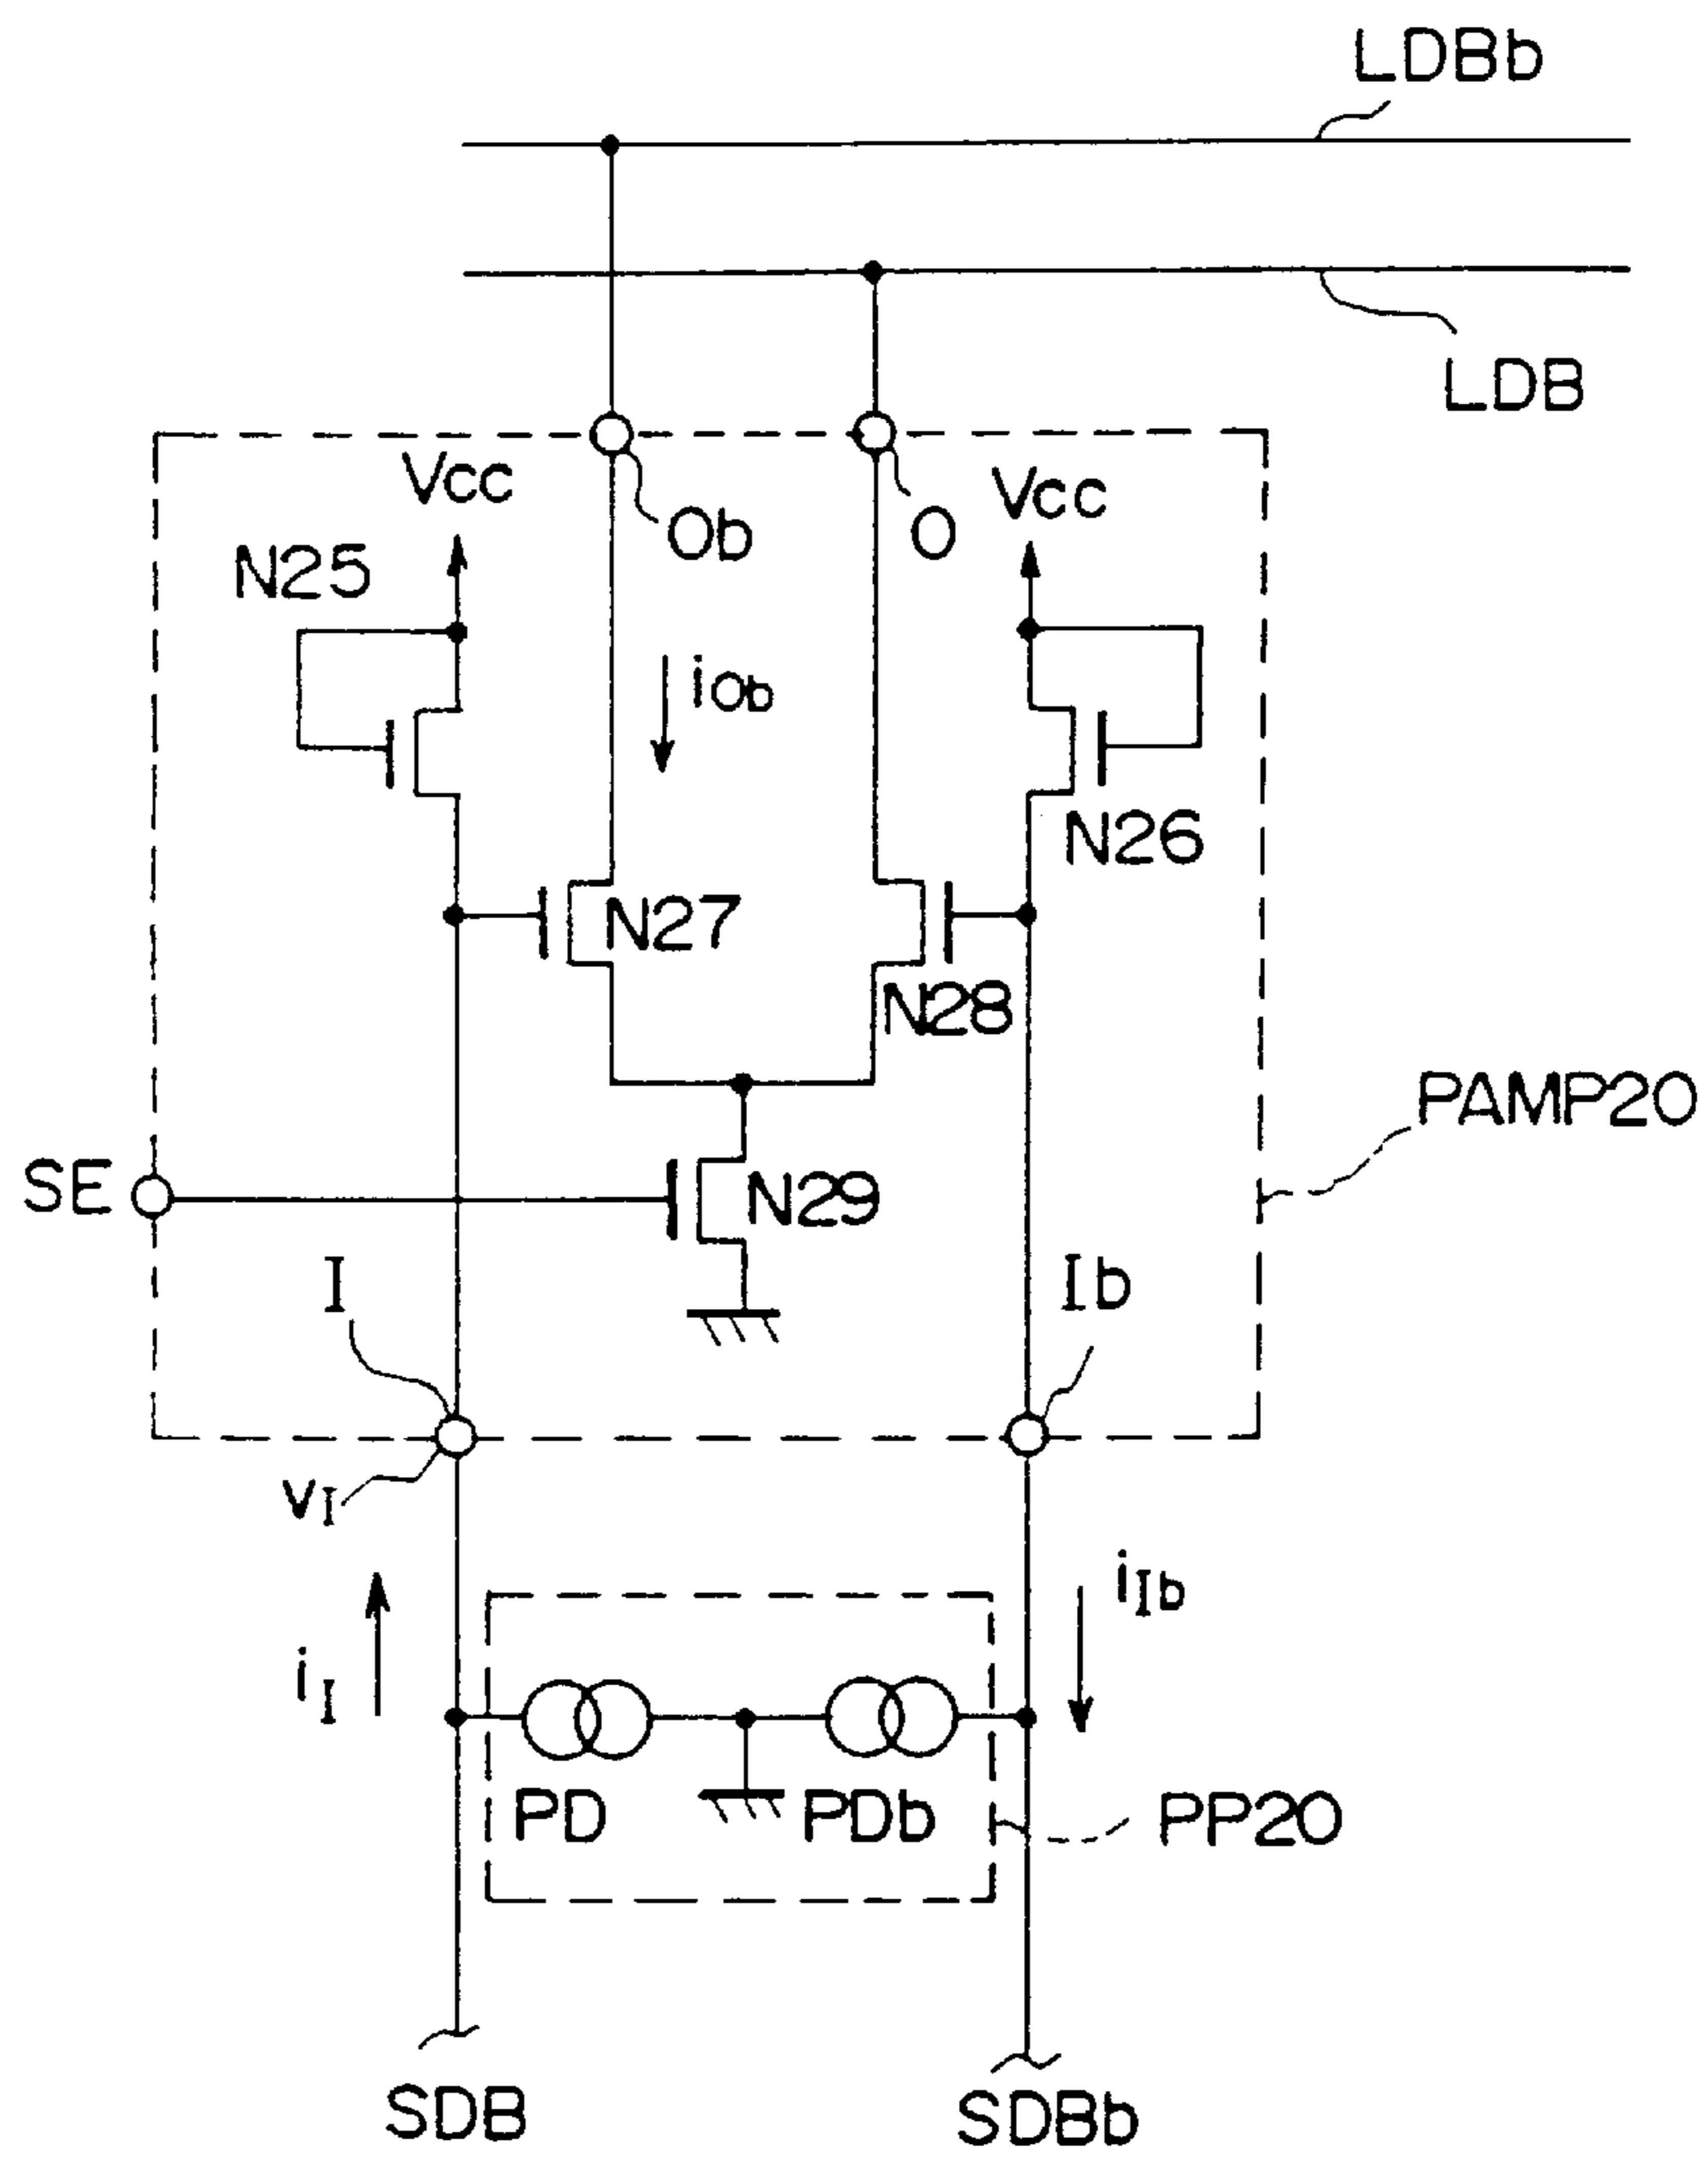 LDBb
LDB
Vcc
Ob
O
Vcc
N25
iOb
N26
N27
N28
PAMP20
SE
N29
I
Ib
vI
iIb
iI
PD
PDb
PP20
SDB
SDBb